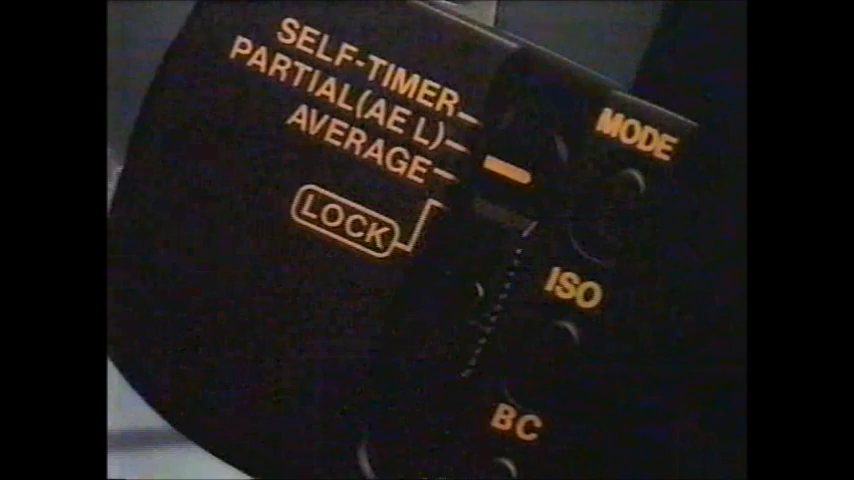 SELF-TIMER
PARTIAL(AE L)
AVERAGE
LOCK
MODE
ISO
BC